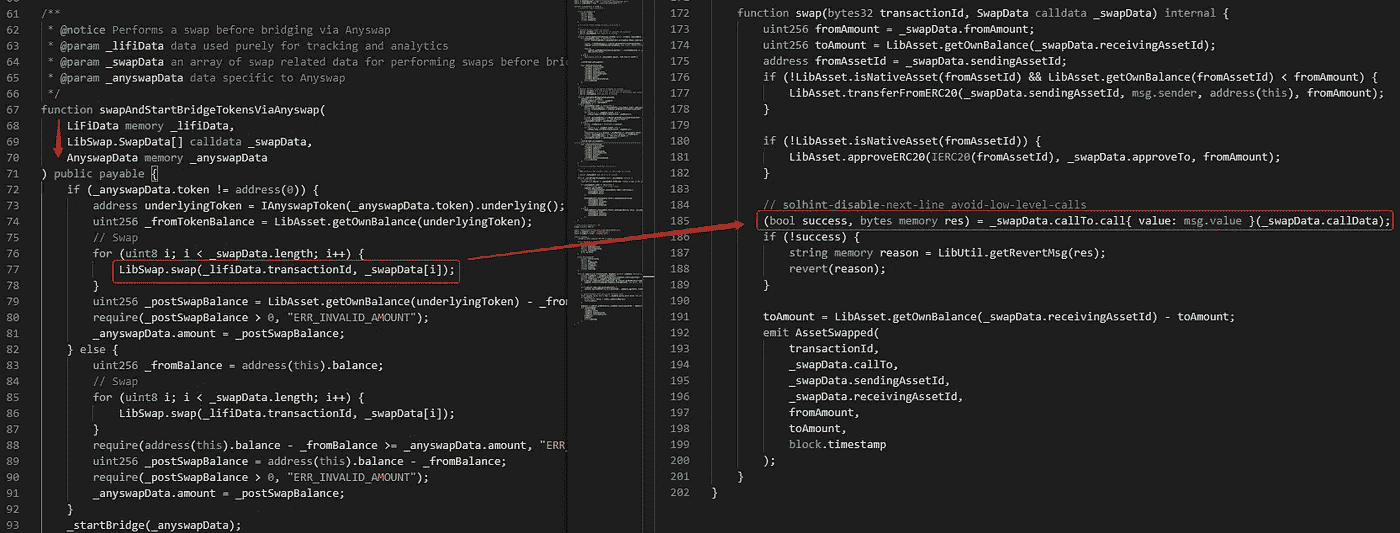 61 /**
62 * @notice Performs a swap before bridging via Anyswap
63 * @param _lifiData data used purely for tracking and analytics
64 * @param _swapData an array of swap related data for performing swaps before bri
65 * @param _anyswapData data specific to Anyswap
66 */
67 function swapAndStartBridgeTokensViaAnyswap(
68 LiFiData memory _lifiData,
69 LibSwap.SwapData[] calldata _swapData,
70 AnyswapData memory _anyswapData
71 ) public payable {
72 if (_anyswapData.token != address(0)) {
73 address underlyingToken = IAnyswapToken(_anyswapData.token).underlying();
74 uint256 _fromTokenBalance = LibAsset.getOwnBalance(underlyingToken);
75 // Swap
76 for (uint8 i; i < _swapData.length; i++) {
77 LibSwap.swap(_lifiData.transactionId, _swapData[i]);
78 }
79 uint256 _postSwapBalance = LibAsset.getOwnBalance(underlyingToken) - _fro
80 require(_postSwapBalance > 0, "ERR_INVALID_AMOUNT");
81 _anyswapData.amount = _postSwapBalance;
82 } else {
83 uint256 _fromBalance = address(this).balance;
84 // Swap
85 for (uint8 i; i < _swapData.length; i++) {
86 LibSwap.swap(_lifiData.transactionId, _swapData[i]);
87 }
88 require(address(this).balance - _fromBalance >= _anyswapData.amount, "ERR_
89 uint256 _postSwapBalance = address(this).balance - _fromBalance;
90 require(_postSwapBalance > 0, "ERR_INVALID_AMOUNT");
91 _anyswapData.amount = _postSwapBalance;
92 }
93 _startBridge(_anyswapData);
172 function swap(bytes32 transactionId, SwapData calldata _swapData) internal {
173 uint256 fromAmount = _swapData.fromAmount;
174 uint256 toAmount = LibAsset.getOwnBalance(_swapData.receivingAssetId);
175 address fromAssetId = _swapData.sendingAssetId;
176 if (!LibAsset.isNativeAsset(fromAssetId) && LibAsset.getOwnBalance(fromAssetId) < fromAmount) {
177 LibAsset.transferFromERC20(_swapData.sendingAssetId, msg.sender, address(this), fromAmount);
178 }
179
180 if (!LibAsset.isNativeAsset(fromAssetId)) {
181 LibAsset.approveERC20(IERC20(fromAssetId), _swapData.approveTo, fromAmount);
182 }
183
184 // solhint-disable-next-line avoid-low-level-calls
185 (bool success, bytes memory res) = _swapData.callTo.call{ value: msg.value }(_swapData.callData);
186 if (!success) {
187 string memory reason = LibUtil.getRevertMsg(res);
188 revert(reason);
189 }
190
191 toAmount = LibAsset.getOwnBalance(_swapData.receivingAssetId) - toAmount;
192 emit AssetSwapped(
193 transactionId,
194 _swapData.callTo,
195 _swapData.sendingAssetId,
196 _swapData.receivingAssetId,
197 fromAmount,
198 toAmount,
199 block.timestamp
200 );
201 }
202 }